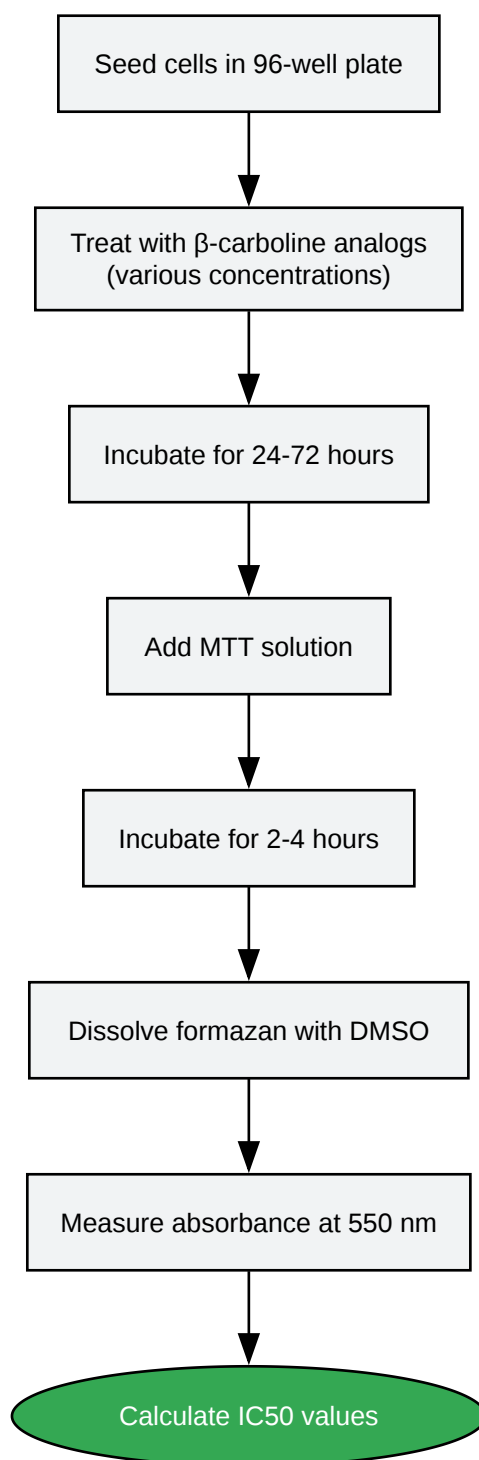 Seed cells in 96-well plate
Treat with β-carboline analogs
(various concentrations)
Incubate for 24-72 hours
Add MTT solution
Incubate for 2-4 hours
Dissolve formazan with DMSO
Measure absorbance at 550 nm
Calculate IC50 values